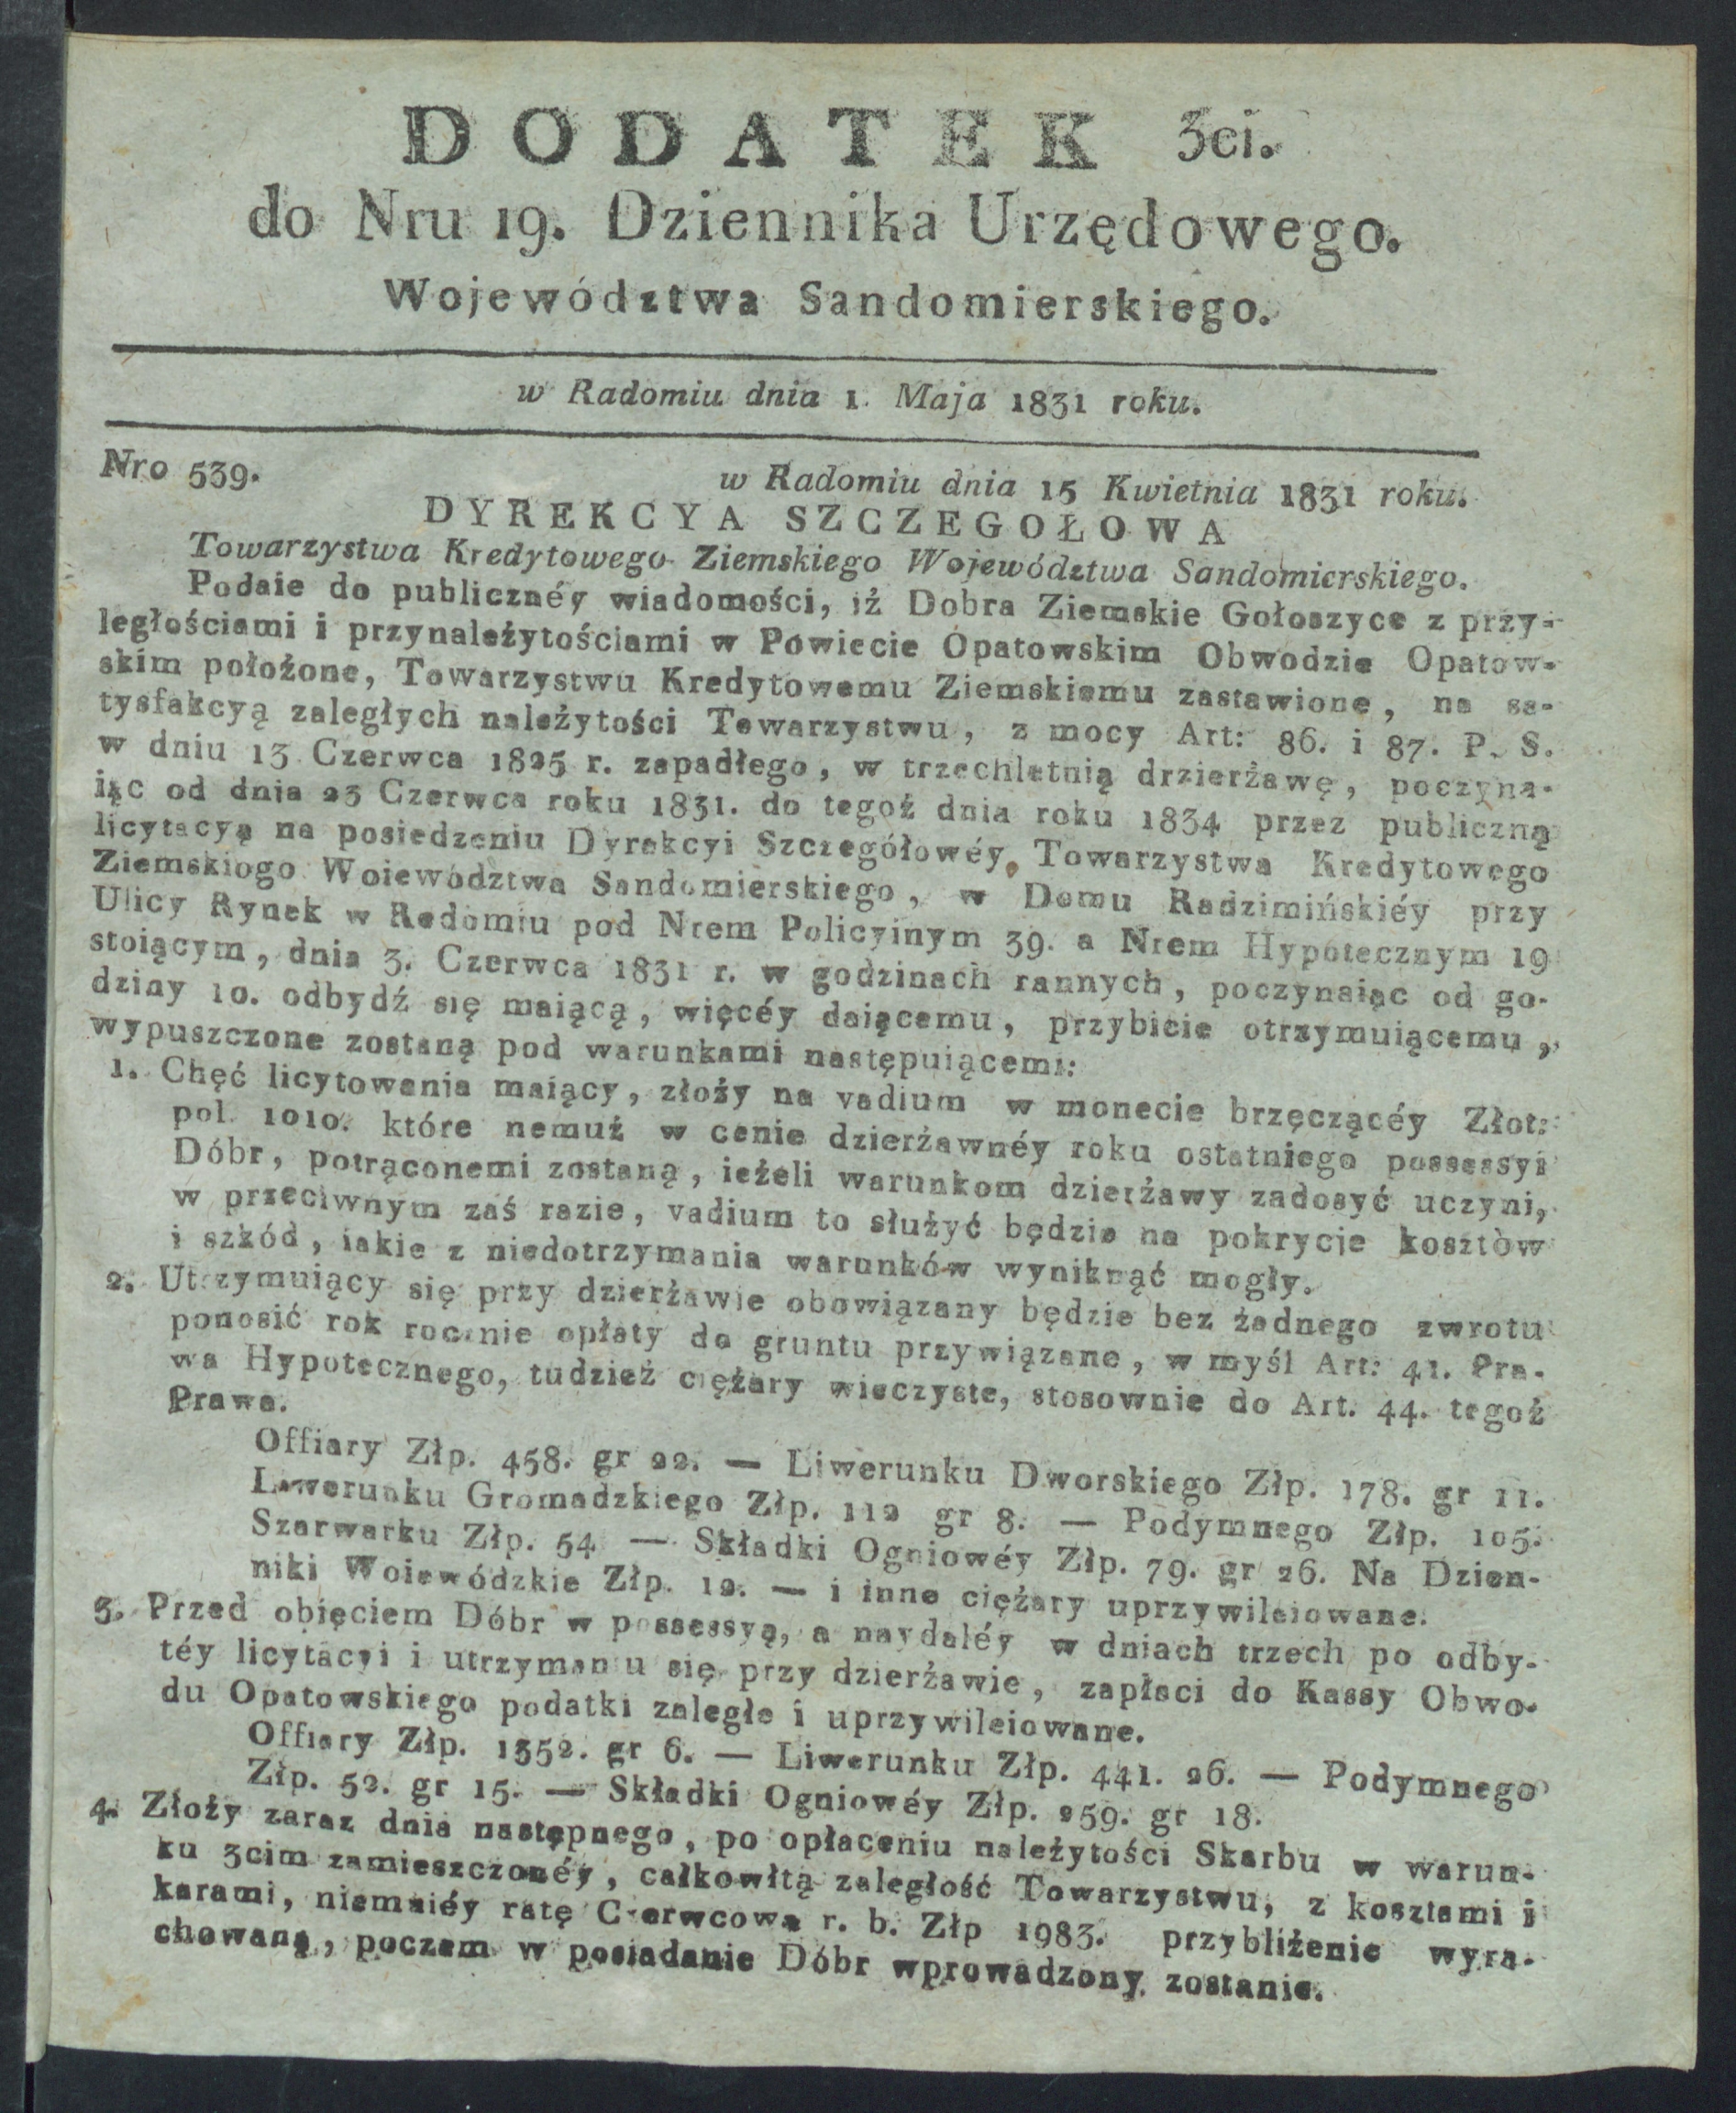 DODATEK 3ci.
do Nru 19. Dziennika Urzędowego.
Województwa Sandomierskiego.
w Radomiu dnia 1. Maja 1831 roku.
Nro 539.
w Radomiu dnia 15 Kwietnia 1831 roku.
DYREKCYA SZCZEGOŁOWA
Towarzystwa Kredytowego Ziemskiego Województwa Sandomierskiego.
Podaie do publicznéy wiadomości, iż Dobra Ziemskie Gołoszyce z przy-
ległościami i przynależytościami w Powiecie Opatowskim Obwodzie Opatow-
skim położone, Towarzystwu Kredytowemu Ziemskiemu zastawione, na sa-
tysfakcyą zaległych należytości Towarzystwu, z mocy Art: 86. i 87. P. S.
w dniu 13 Czerwca 1825 r. zapadłego, w trzechletnią drzierżawę, poczyna-
iąc od dnia 23 Czerwca roku 1831. do tegoż dnia roku 1834 przez publiczną
licytacyą na posiedzeniu Dyrekcyi Szczegółowéy, Towarzystwa Kredytowego
Ziemskiogo Woiewództwa Sandomierskiego, w Domu Radzimińskiéy przy
Ulicy Rynek w Radomiu pod Nrem Policyinym 39. a Nrem Hypotecznym 19
stoiącym, dnia 3. Czerwca 1831 r. w godzinach rannych, poczynaiąc od go-
dziny 10. odbydź się maiącą, więcéy daiącemu, przybicie otrzymuiącemu,
wypuszczone zostaną pod warunkami następuiącemi:
1. Chęć licytowania maiący, złoży na vadium w monecie brzęczącéy Złot:
pol. 1010. które nemuż w cenie dzierżawnéy roku ostatniego possessyi
Dóbr, potrąconemi zostaną, ieżeli warunkom dzierżawy zadosyć uczyni,
w przeciwnym zaś razie, vadium to służyć będzie na pokrycie kosztów
i szkód, iakie z niedotrzymania warunków wyniknąć mogły.
2. Utrzymuiący się przy dzierżawie obowiązany będzie bez żadnego zwrotu
ponosić rok rocznie opłaty do gruntu przywiązane, w myśl Art: 41. Pra-
wa Hypotecznego, tudzież ciężary wieczyste, stosownie do Art. 44. tegoż
Prawa.
Offiary Złp. 458. gr 22. — Liwerunku Dworskiego Złp. 178. gr 11.
Liwerunku Gromadzkiego Złp. 112 gr 8. — Podymnego Złp. 105.
Szarwarku Złp. 54 — Składki Ogniowéy Złp. 79. gr 26. Na Dzien-
niki Woiewódzkie Złp. 12. — i inne ciężary uprzywileiowane.
3. Przed obięciem Dóbr w possessyą, a naydaléy w dniach trzech po odby-
téy licytacyi i utrzymaniu się przy dzierżawie, zapłaci do Kassy Obwo-
du Opatowskiego podatki zaległe i uprzywileiowane.
Offiary Złp. 1352. gr 6. — Liwerunku Złp. 441. 26. — Podymnego
Złp. 52. gr 15. — Składki Ogniowéy Złp. 259. gr 18.
4. Złoży zaraz dnia następnego, po opłaceniu należytości Skarbu w warun-
ku 3cim zamieszczonéy, całkowitą zaległość Towarzystwu, z kosztami i
karami, niemniéy ratę Czerwcową r. b. Złp 1983. przybliżenie wyra-
chowaną, poczem w posiadanie Dóbr wprowadzony zostanie.